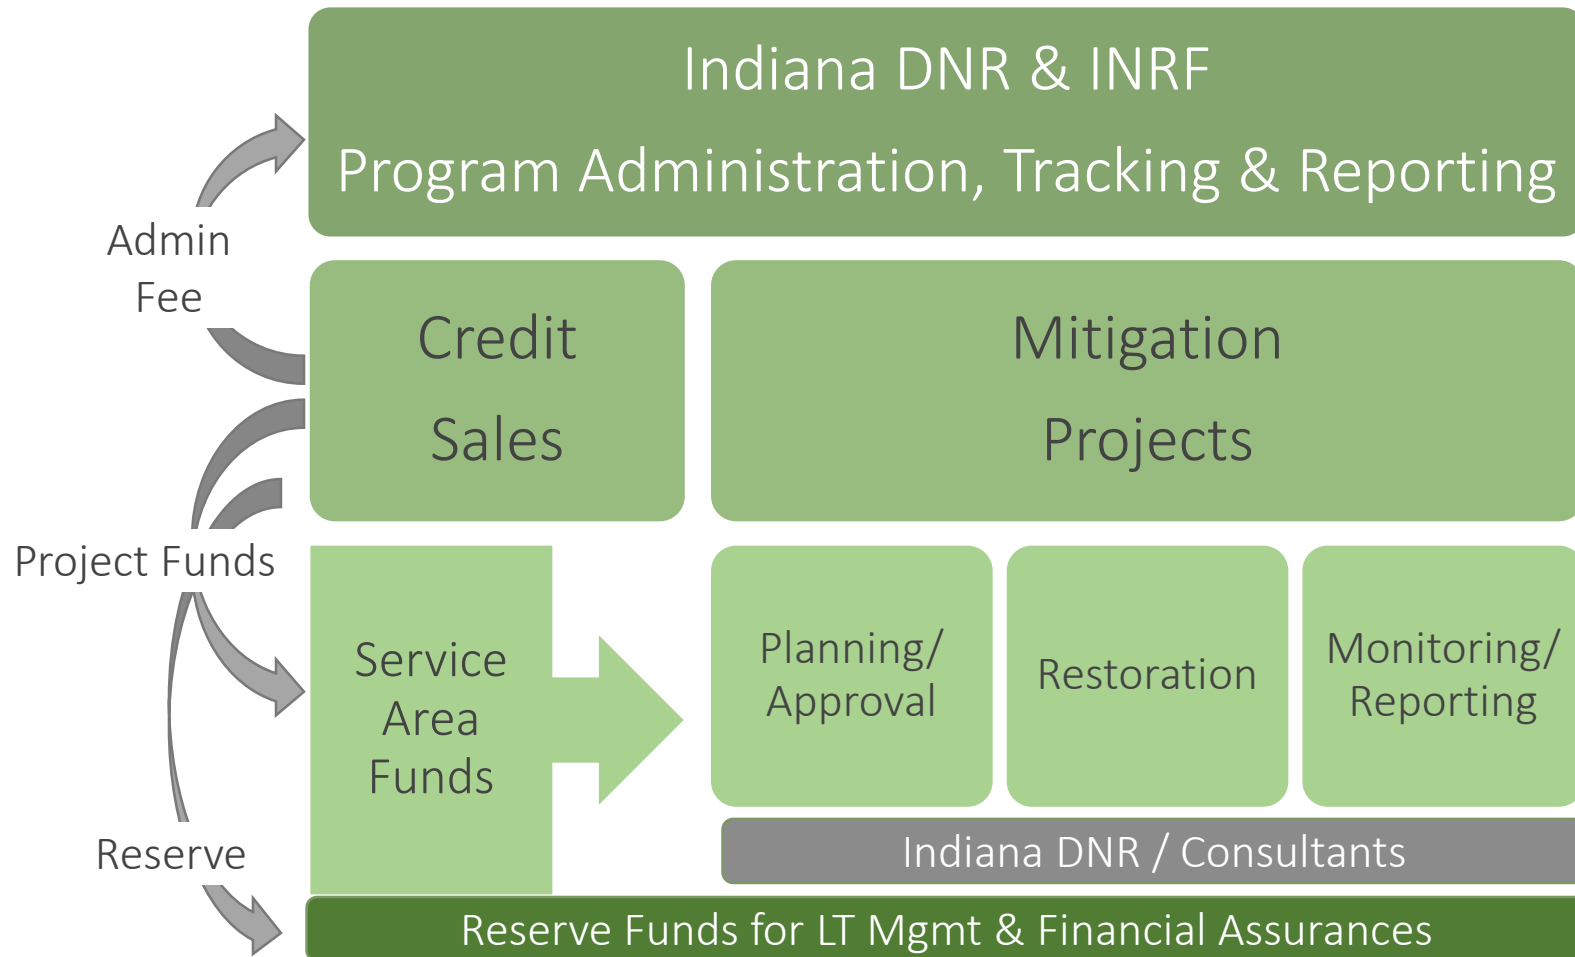 Indiana DNR & INRF
Program Administration, Tracking & Reporting
Admin
Fee
Credit
Sales
Mitigation
Projects
Project Funds
Service
Area
Funds
Planning/
Approval
Restoration
Monitoring/
Reporting
Reserve
Indiana DNR / Consultants
Reserve Funds for LT Mgmt & Financial Assurances